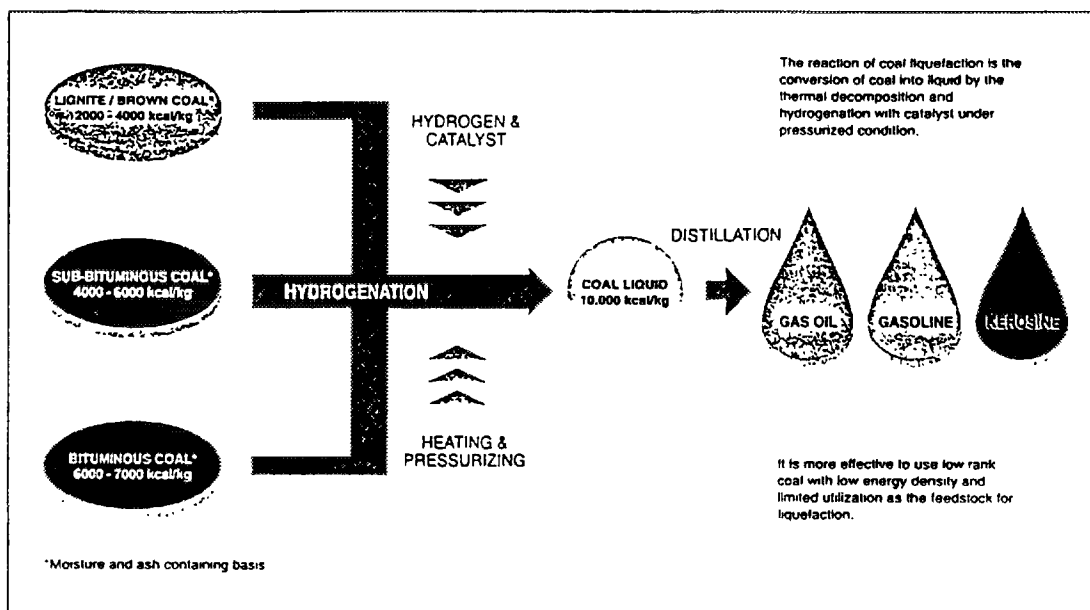 LIGNITE / BROWN COAL*
2000 - 4000 kcal/kg
SUB-BITUMINOUS COAL*
4000 - 6000 kcal/kg
BITUMINOUS COAL*
6000 - 7000 kcal/kg
*Moisture and ash containing basis
HYDROGEN &
CATALYST
HYDROGENATION
HEATING &
PRESSURIZING
COAL LIQUID
10.000 kcal/kg
DISTILLATION
GAS OIL
GASOLINE
KEROSINE
The reaction of coal liquefaction is the
conversion of coal into liquid by the
thermal decomposition and
hydrogenation with catalyst under
pressurized condition.
It is more effective to use low rank
coal with low energy density and
limited utilization as the feedstock for
liquefaction.